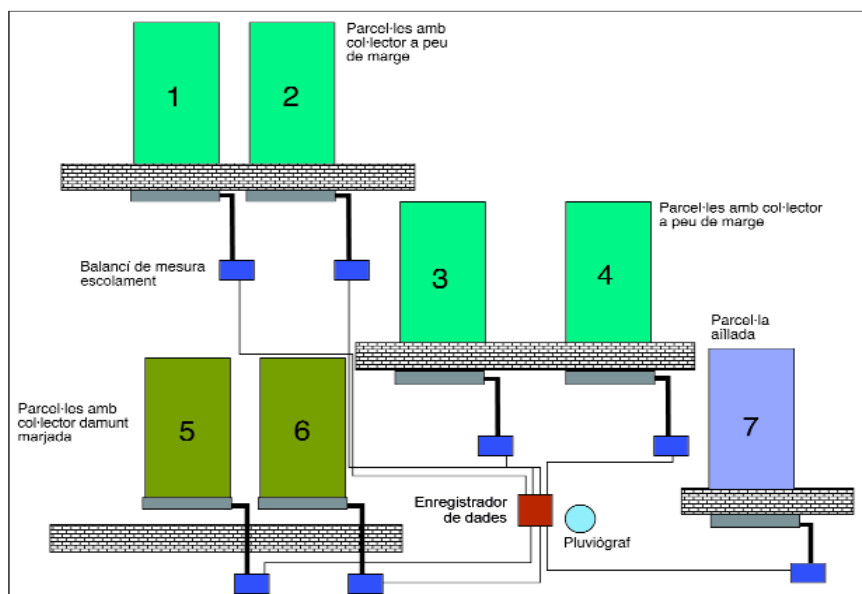 Parcel·les amb
col·lector a peu
de marge
1
2
Parcel·les amb col·lector
a peu de marge
3
4
Balancí de mesura
escolament
Parcel·la
aïllada
Parcel·les amb
col·lector damunt
marjada
5
6
7
Enregistrador
de dades
Pluviógraf